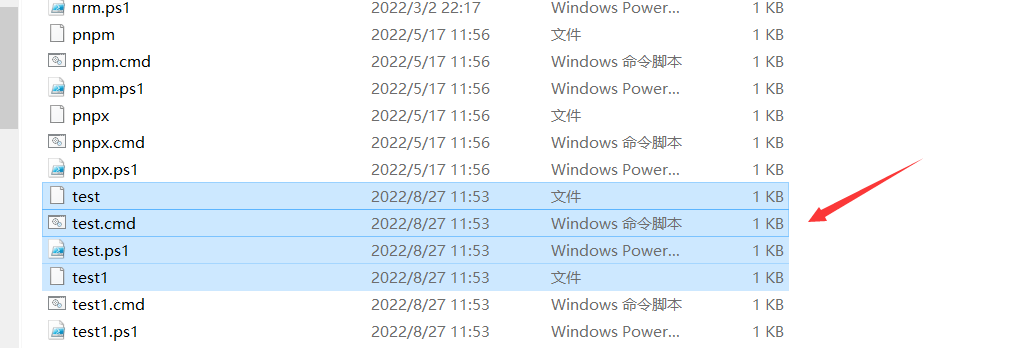 nrm.ps1 2022/3/2 22:17 Windows Power... 1 KB
pnpm 2022/5/17 11:56 文件 1 KB
pnpm.cmd 2022/5/17 11:56 Windows 命令脚本 1 KB
pnpm.ps1 2022/5/17 11:56 Windows Power... 1 KB
pnpx 2022/5/17 11:56 文件 1 KB
pnpx.cmd 2022/5/17 11:56 Windows 命令脚本 1 KB
pnpx.ps1 2022/5/17 11:56 Windows Power... 1 KB
test 2022/8/27 11:53 文件 1 KB
test.cmd 2022/8/27 11:53 Windows 命令脚本 1 KB
test.ps1 2022/8/27 11:53 Windows Power... 1 KB
test1 2022/8/27 11:53 文件 1 KB
test1.cmd 2022/8/27 11:53 Windows 命令脚本 1 KB
test1.ps1 2022/8/27 11:53 Windows Power... 1 KB